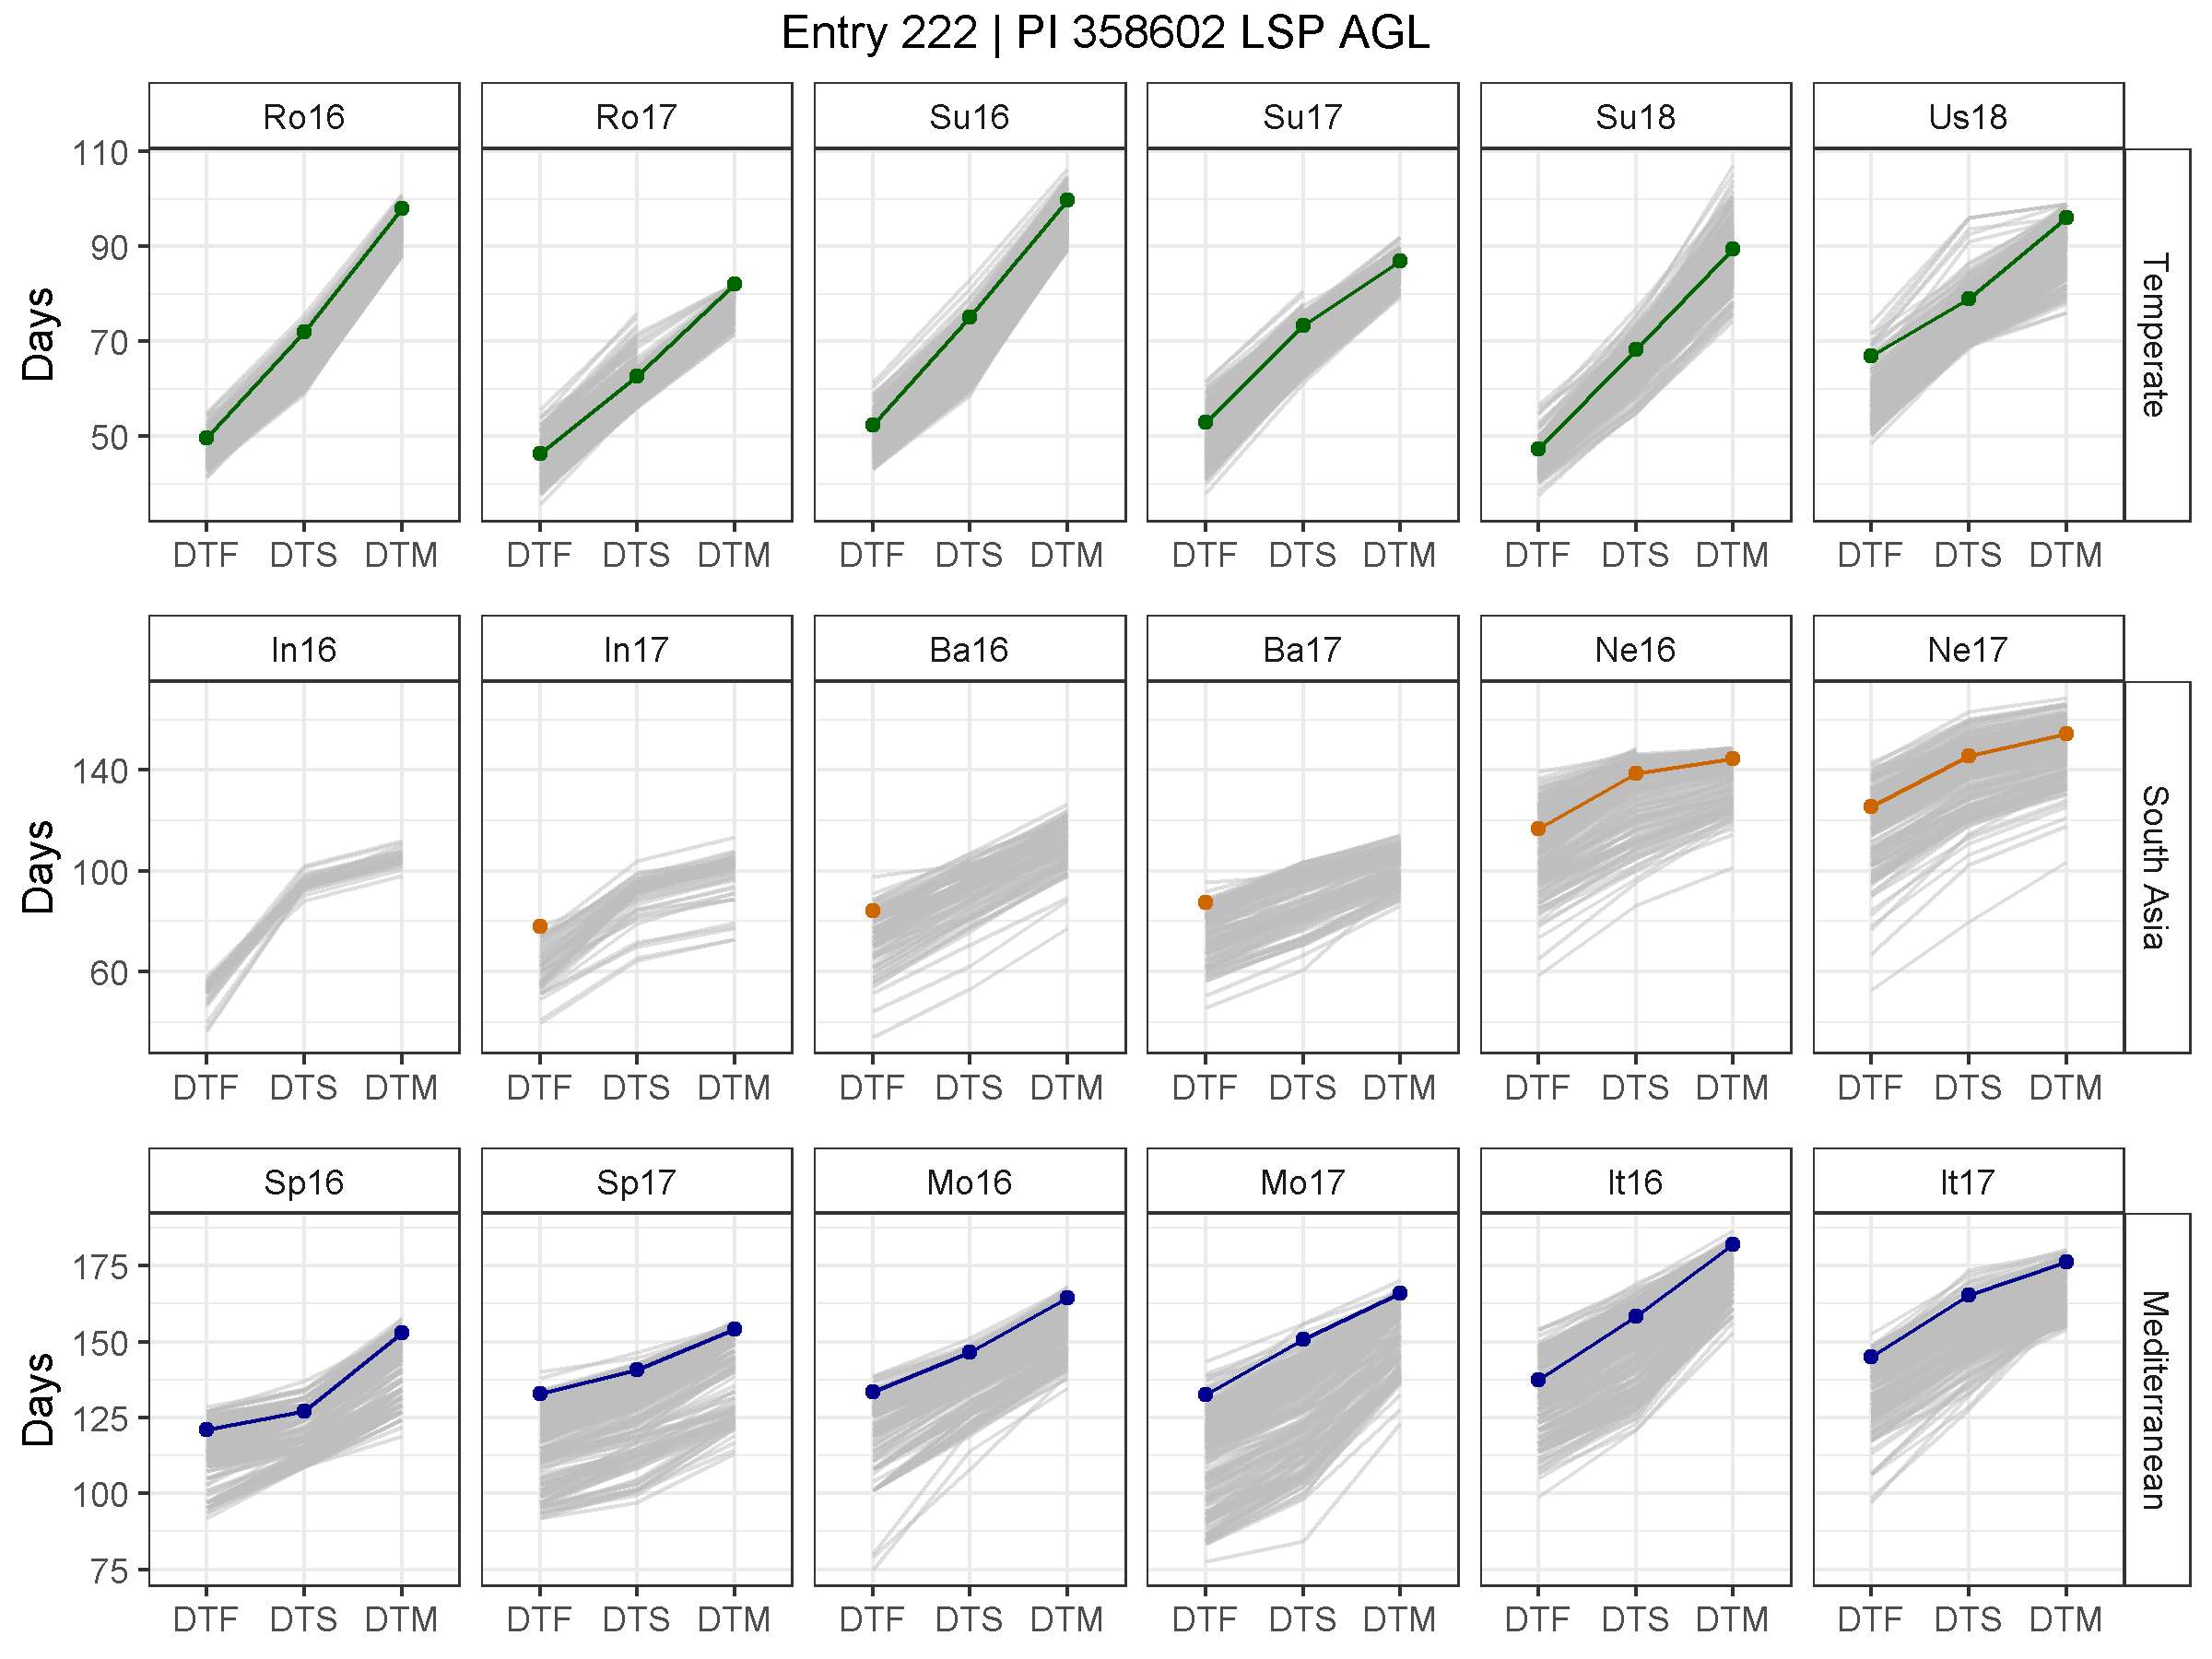 Entry 222 | PI 358602 LSP AGL
Ro16 Ro17 Su16 Su17 Su18 Us18
110
90
70
50
Days
Temperate
DTF DTS DTM DTF DTS DTM DTF DTS DTM DTF DTS DTM DTF DTS DTM DTF DTS DTM
In16 In17 Ba16 Ba17 Ne16 Ne17
140
100
60
Days
South Asia
DTF DTS DTM DTF DTS DTM DTF DTS DTM DTF DTS DTM DTF DTS DTM DTF DTS DTM
Sp16 Sp17 Mo16 Mo17 It16 It17
175
150
125
100
75
Days
Mediterranean
DTF DTS DTM DTF DTS DTM DTF DTS DTM DTF DTS DTM DTF DTS DTM DTF DTS DTM